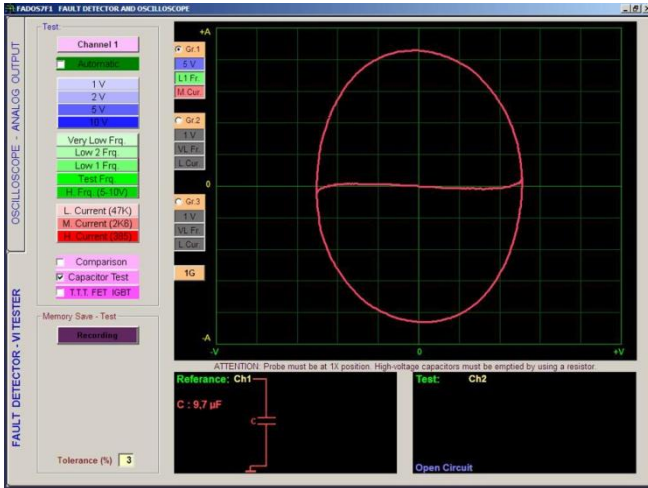 FADOS7F1 FAULT DETECTOR AND OSCILLOSCOPE
OSCILLOSCOPE - ANALOG OUTPUT
FAULT DETECTOR - VI TESTER
Test:
Channel 1
Automatic
1 V
2 V
5 V
10 V
Very Low Frq.
Low 2 Frq.
Low 1 Frq.
Test Frq.
H. Frq. (5-10V)
L. Current (47K)
M. Current (2K6)
H. Current (385)
Comparison
Capacitor Test
T.T.T. FET IGBT
Memory Save - Test
Recording
Tolerance (%) 3
Gr.1
5 V
L1 Fr.
M.Cur.
Gr.2
1 V
VL Fr.
L.Cur.
Gr.3
1 V
VL Fr.
L.Cur.
1G
+A
0
-A
-V 0 +V
ATTENTION: Probe must be at 1X position. High-voltage capacitors must be emptied by using a resistor.
Referance: Ch1
C : 9,7 µF
C
Test: Ch2
Open Circuit